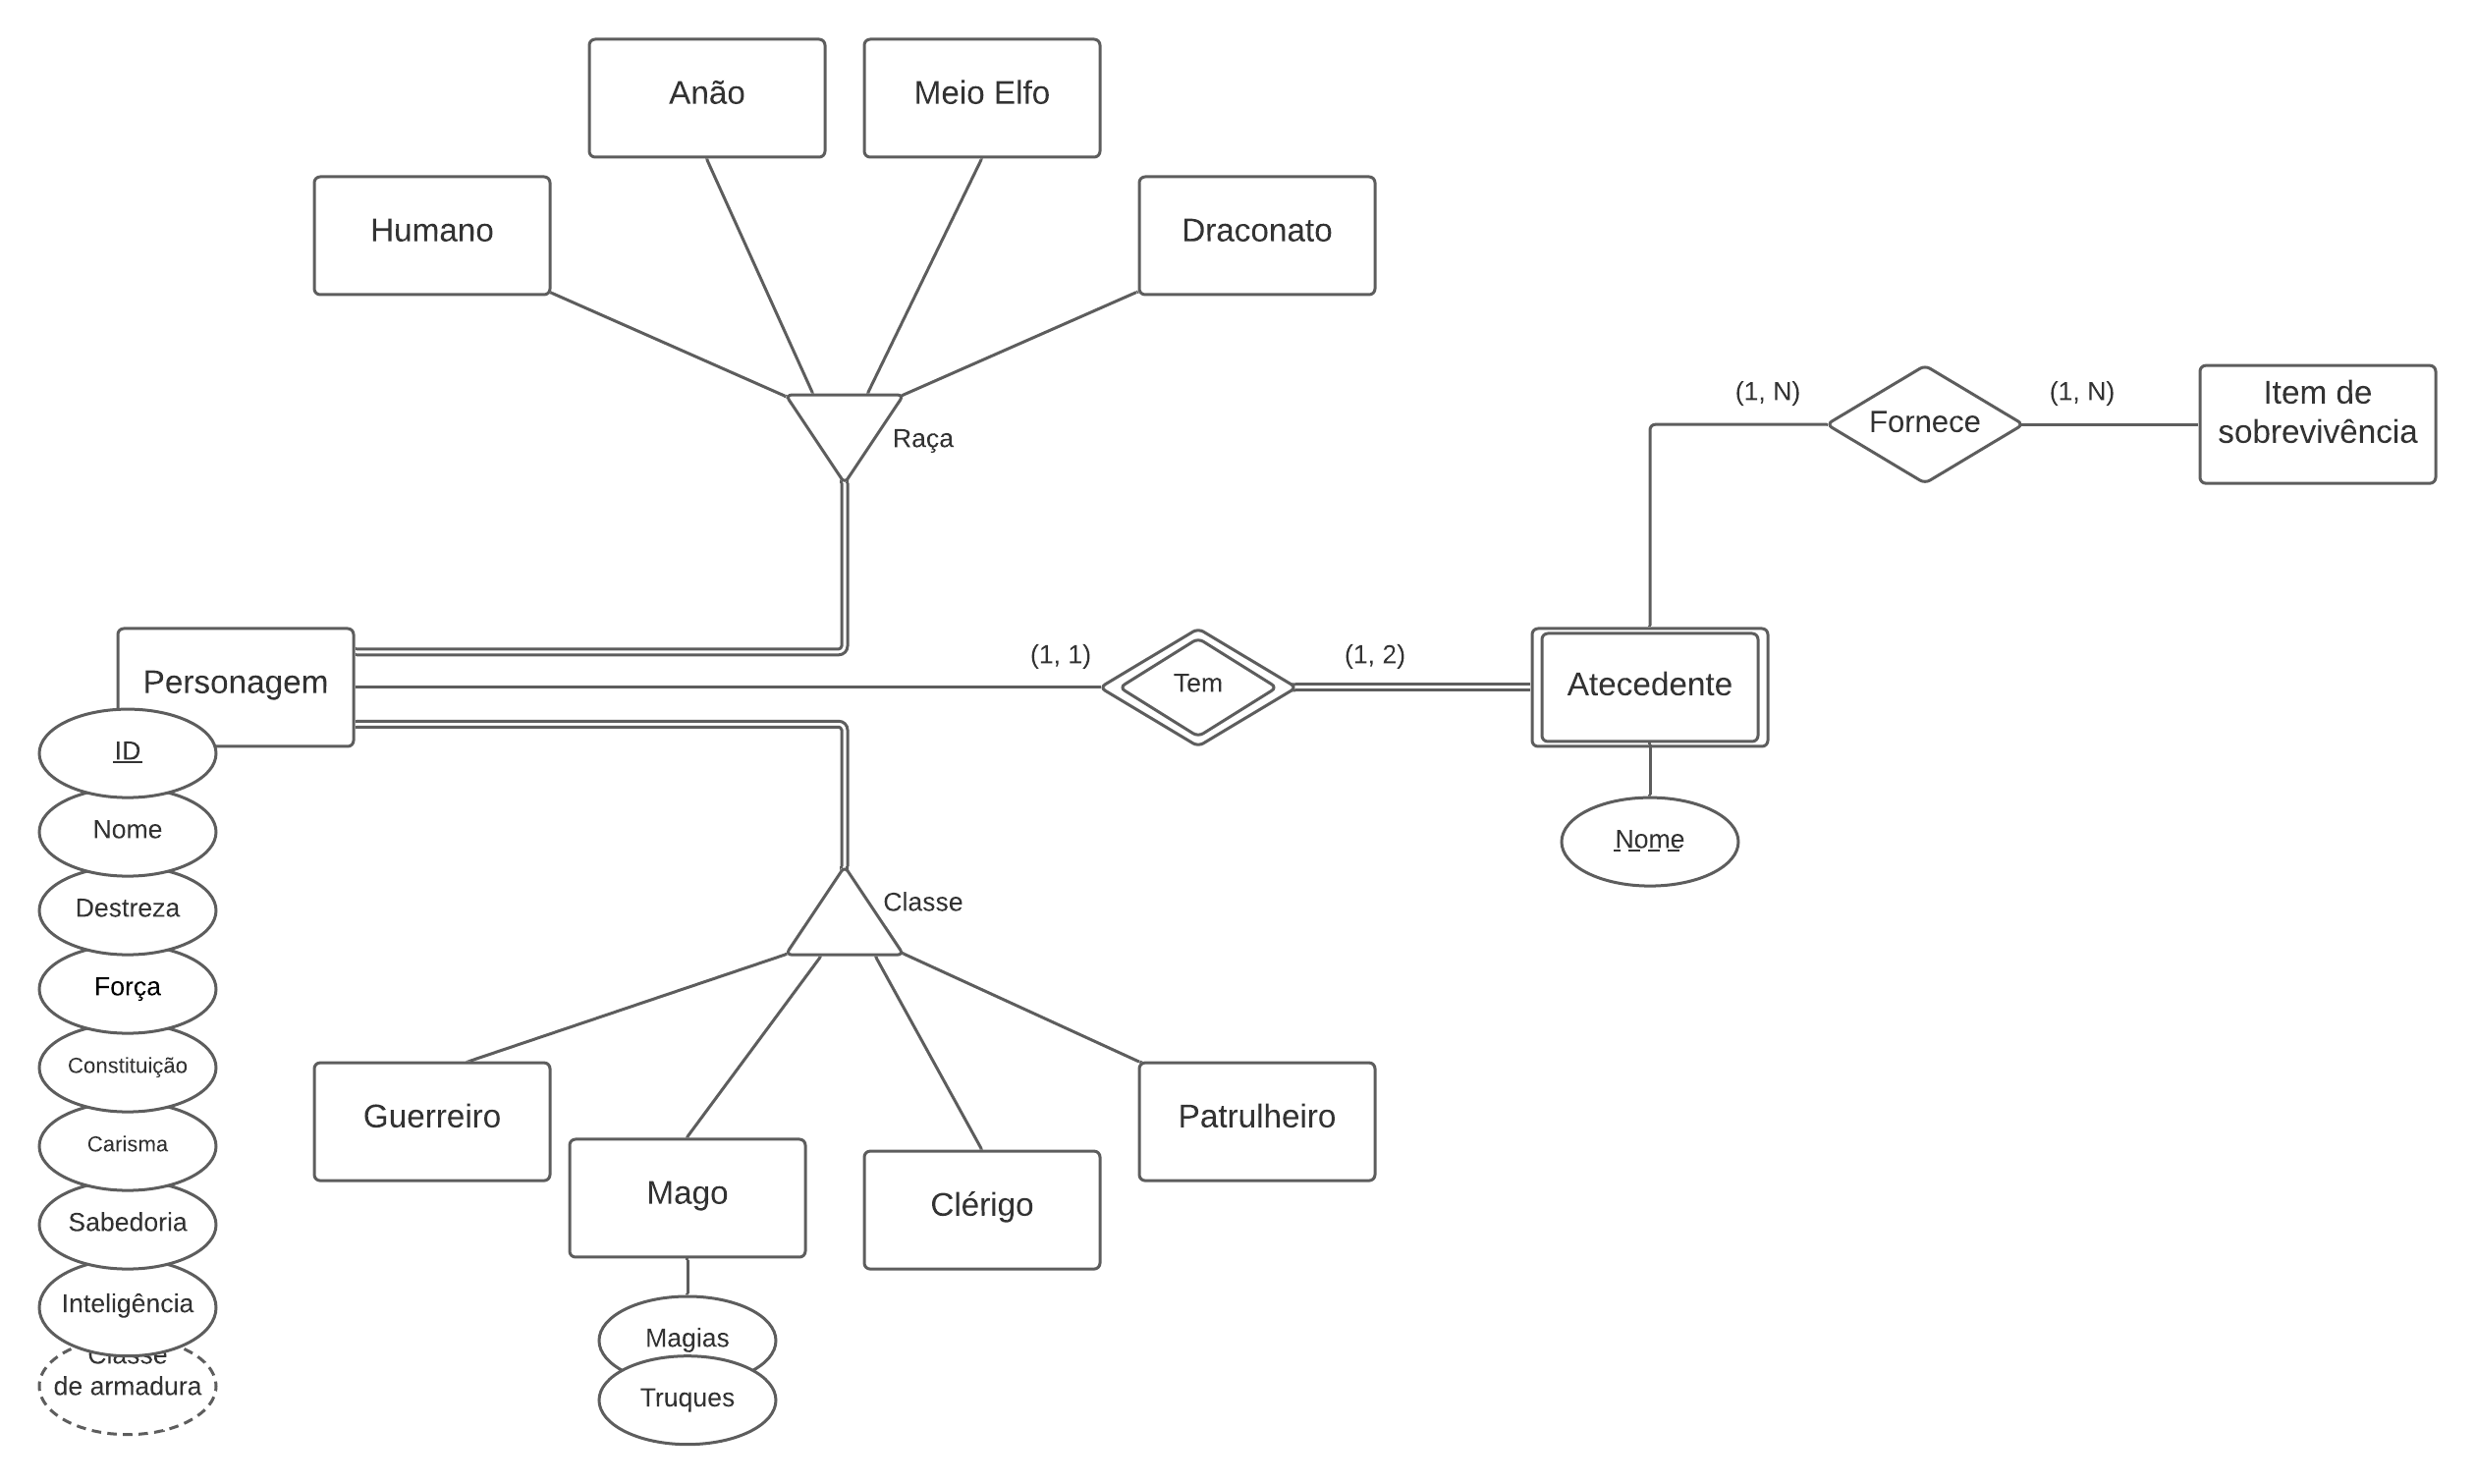 Anão
Meio Elfo
Humano
Draconato
Raça
(1, N)
Fornece
(1, N)
Item de
sobrevivência
Personagem
(1, 1)
Tem
(1, 2)
Atecedente
ID
Nome
Destreza
Força
Constituição
Carisma
Sabedoria
Inteligência
Classe
de armadura
Nome
Classe
Guerreiro
Mago
Clérigo
Patrulheiro
Magias
Truques